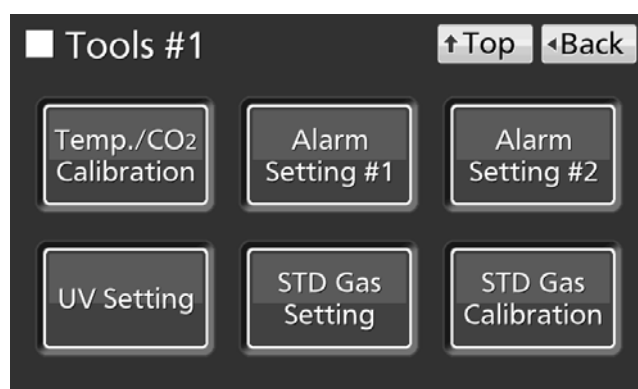 Tools #1
↑Top
◂Back
Temp./CO2
Calibration
Alarm
Setting #1
Alarm
Setting #2
UV Setting
STD Gas
Setting
STD Gas
Calibration